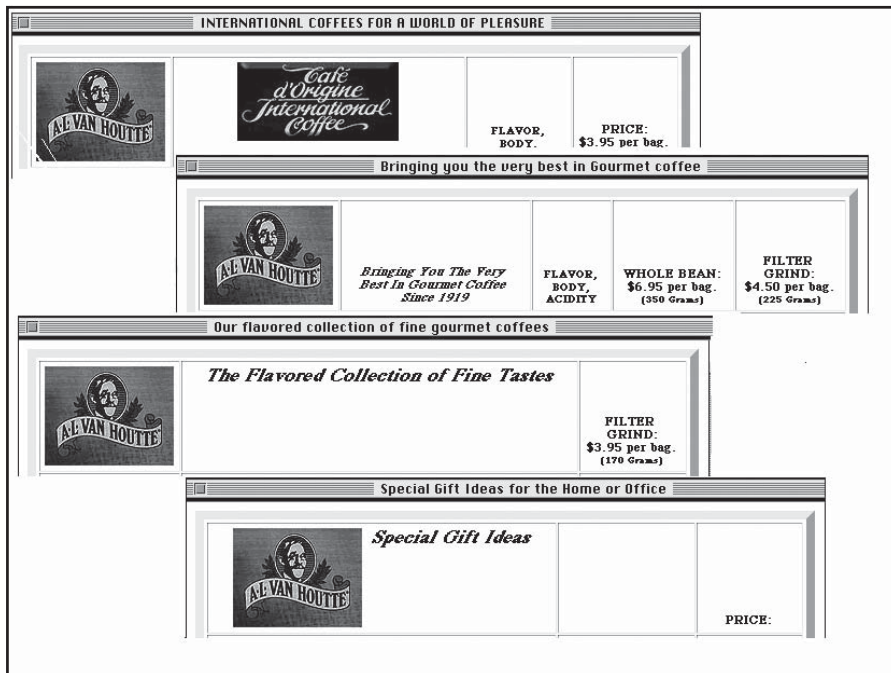 INTERNATIONAL COFFEES FOR A WORLD OF PLEASURE
A·L·VAN HOUTTE
Café
d'Origine
International
Coffee
FLAVOR,
BODY.
PRICE:
$3.95 per bag.
Bringing you the very best in Gourmet coffee
A·L·VAN HOUTTE
Bringing You The Very
Best In Gourmet Coffee
Since 1919
FLAVOR,
BODY,
ACIDITY
WHOLE BEAN:
$6.95 per bag.
(350 Grams)
FILTER
GRIND:
$4.50 per bag.
(225 Grams)
Our flavored collection of fine gourmet coffees
A·L·VAN HOUTTE
The Flavored Collection of Fine Tastes
FILTER
GRIND:
$3.95 per bag.
(170 Grams)
Special Gift Ideas for the Home or Office
A·L·VAN HOUTTE
Special Gift Ideas
PRICE: